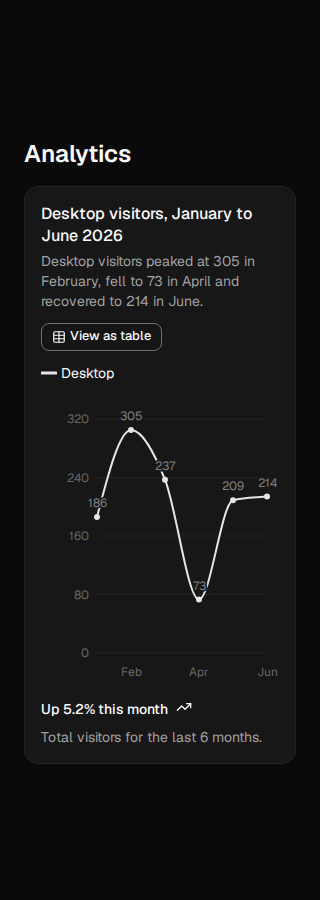 Analytics
Desktop visitors, January to
June 2026
Desktop visitors peaked at 305 in
February, fell to 73 in April and
recovered to 214 in June.
View as table
Desktop
320
305
240
237
186
209
214
160
80
73
0
Feb
Apr
Jun
Up 5.2% this month
Total visitors for the last 6 months.